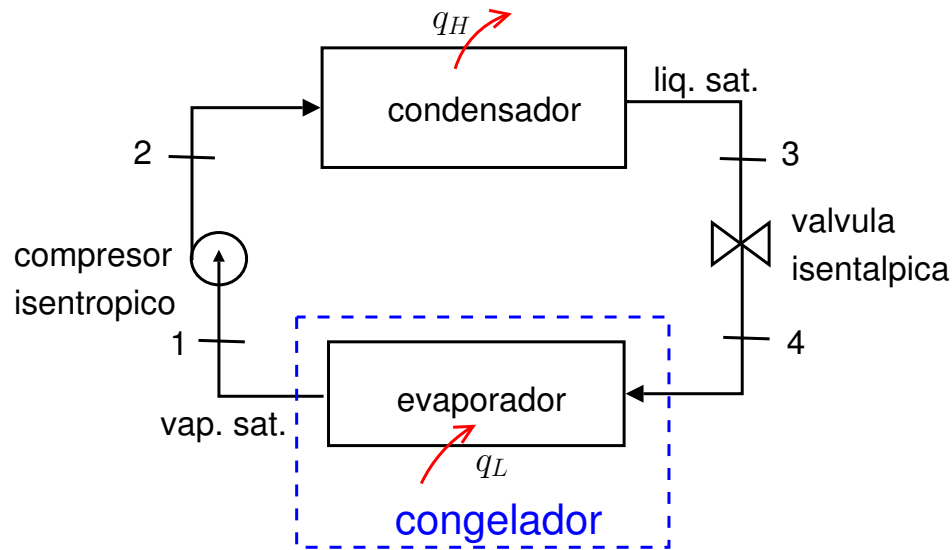 q_H
condensador
liq. sat.
2
3
compresor
isentropico
valvula
isentalpica
1
4
evaporador
vap. sat.
q_L
congelador